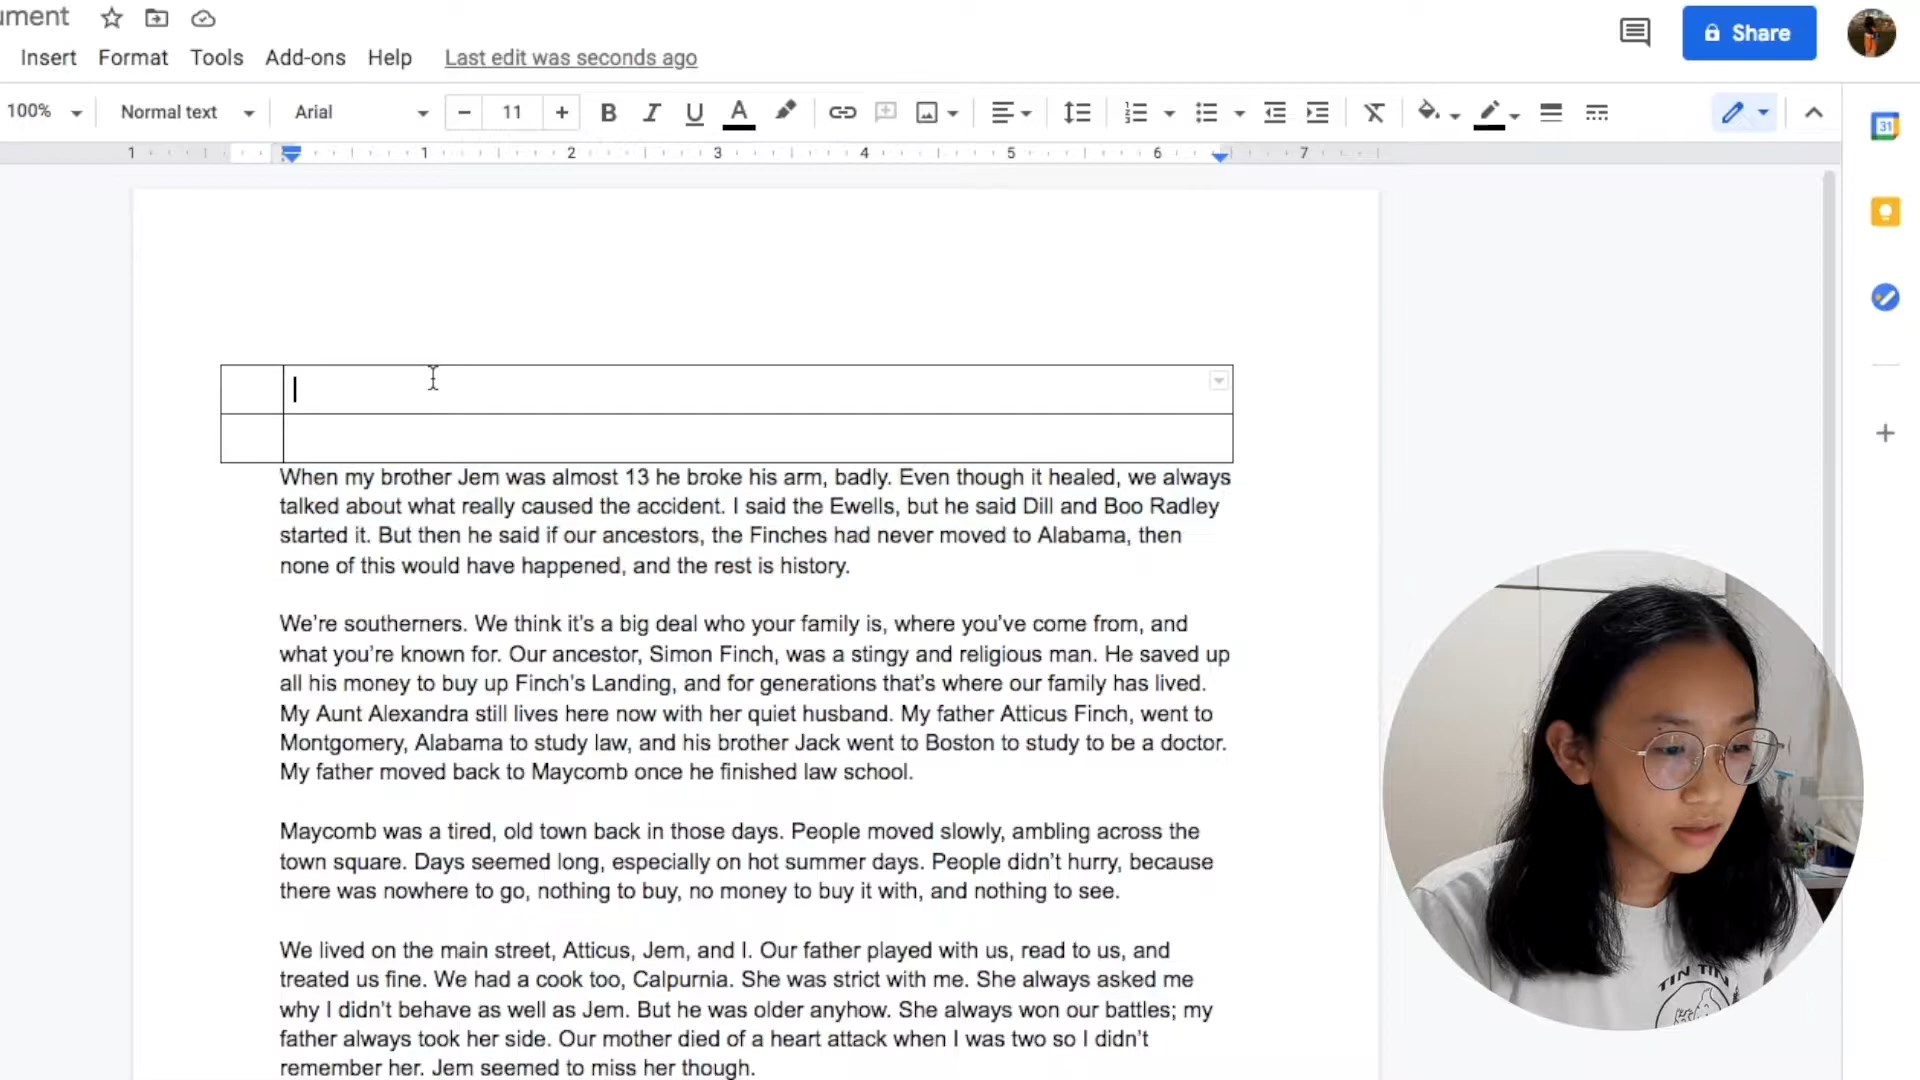 ument
Insert Format Tools Add-ons Help Last edit was seconds ago
Share
100% Normal text Arial 11 B I U A
31
1 1 2 3 4 5 6 7
When my brother Jem was almost 13 he broke his arm, badly. Even though it healed, we always
talked about what really caused the accident. I said the Ewells, but he said Dill and Boo Radley
started it. But then he said if our ancestors, the Finches had never moved to Alabama, then
none of this would have happened, and the rest is history.
We’re southerners. We think it’s a big deal who your family is, where you’ve come from, and
what you’re known for. Our ancestor, Simon Finch, was a stingy and religious man. He saved up
all his money to buy up Finch’s Landing, and for generations that’s where our family has lived.
My Aunt Alexandra still lives here now with her quiet husband. My father Atticus Finch, went to
Montgomery, Alabama to study law, and his brother Jack went to Boston to study to be a doctor.
My father moved back to Maycomb once he finished law school.
Maycomb was a tired, old town back in those days. People moved slowly, ambling across the
town square. Days seemed long, especially on hot summer days. People didn’t hurry, because
there was nowhere to go, nothing to buy, no money to buy it with, and nothing to see.
We lived on the main street, Atticus, Jem, and I. Our father played with us, read to us, and
treated us fine. We had a cook too, Calpurnia. She was strict with me. She always asked me
why I didn’t behave as well as Jem. But he was older anyhow. She always won our battles; my
father always took her side. Our mother died of a heart attack when I was two so I didn’t
remember her. Jem seemed to miss her though.
TIN TIN